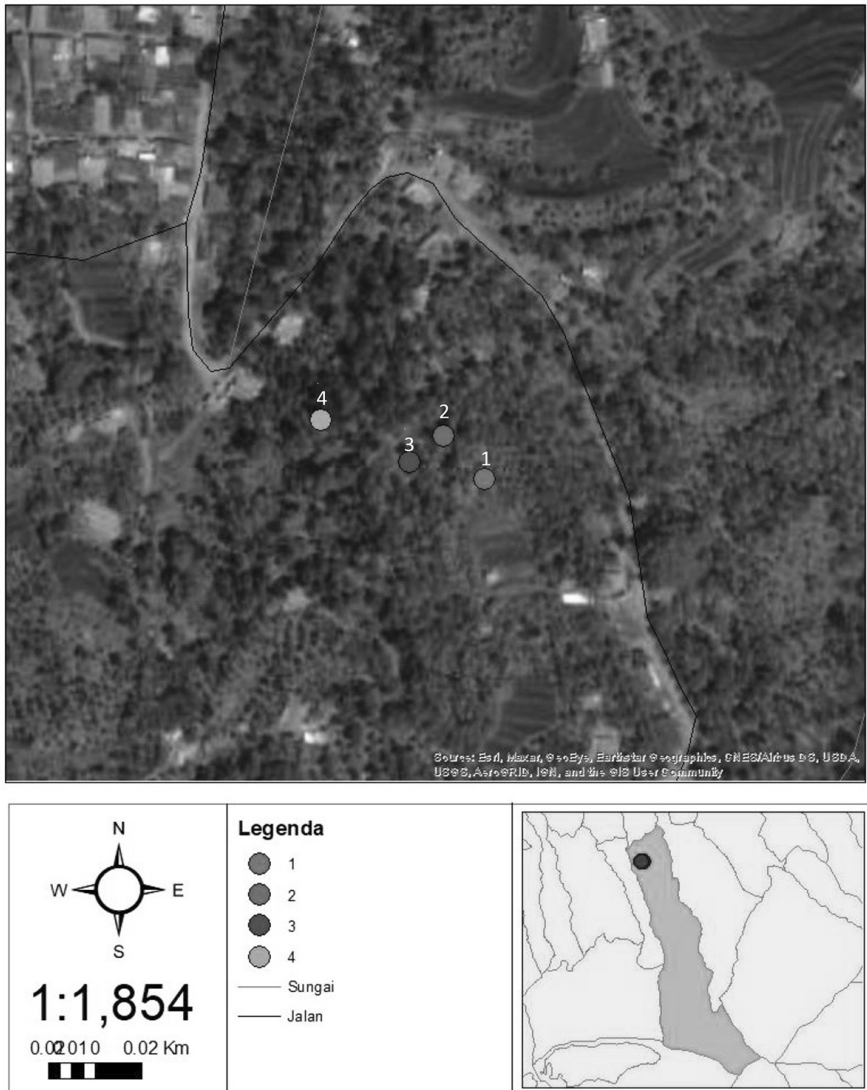 4
2
3
1
Source: Esri, Maxar, GeoEye, Earthstar Geographics, CNES/Airbus DS, USDA,
USGS, AeroGRID, IGN, and the GIS User Community
N
W E
S
1:1,854
0.02 0.01 0 0.02 Km
Legenda
1
2
3
4
Sungai
Jalan